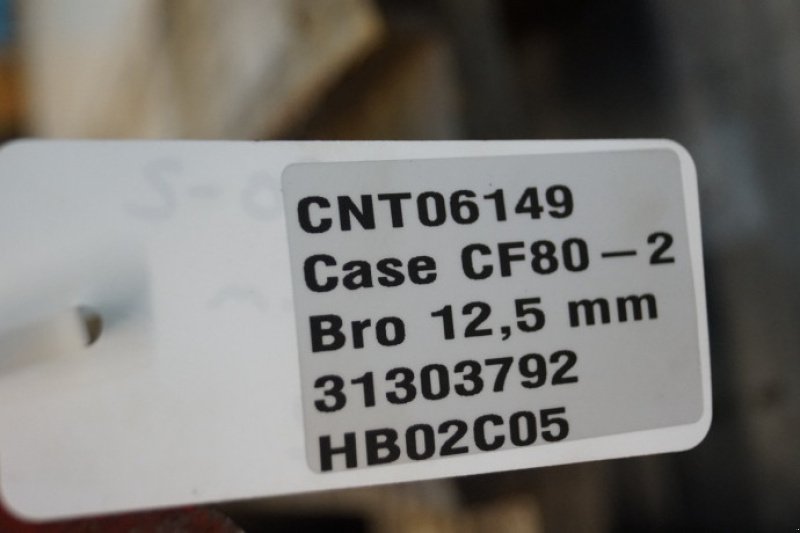 CNT06149
Case CF80-2
Bro 12,5 mm
31303792
HB02C05